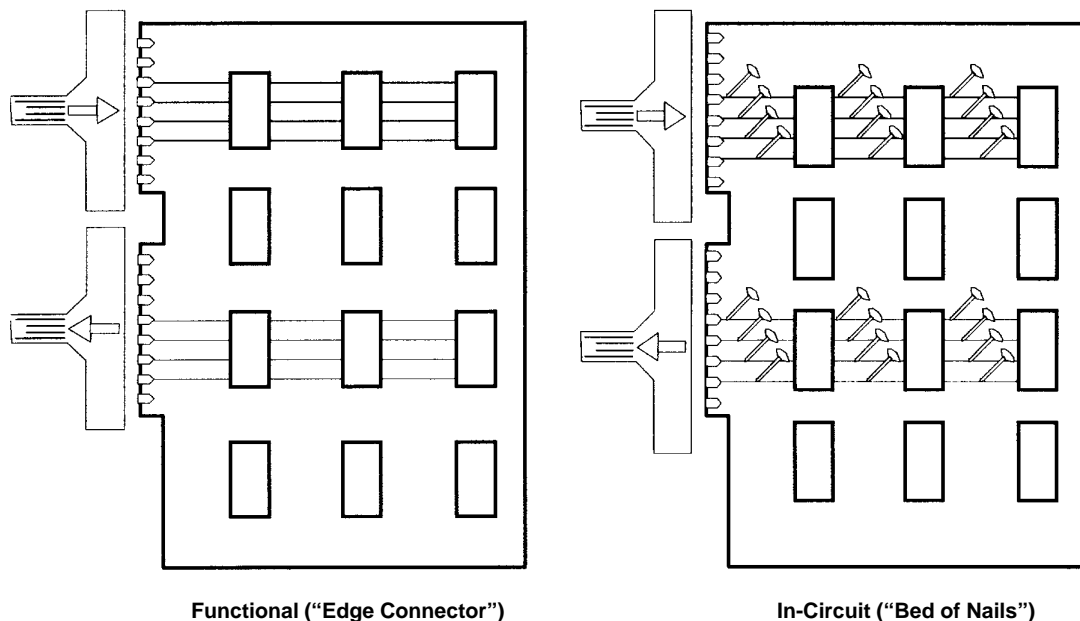 Functional (“Edge Connector”)
In-Circuit (“Bed of Nails”)